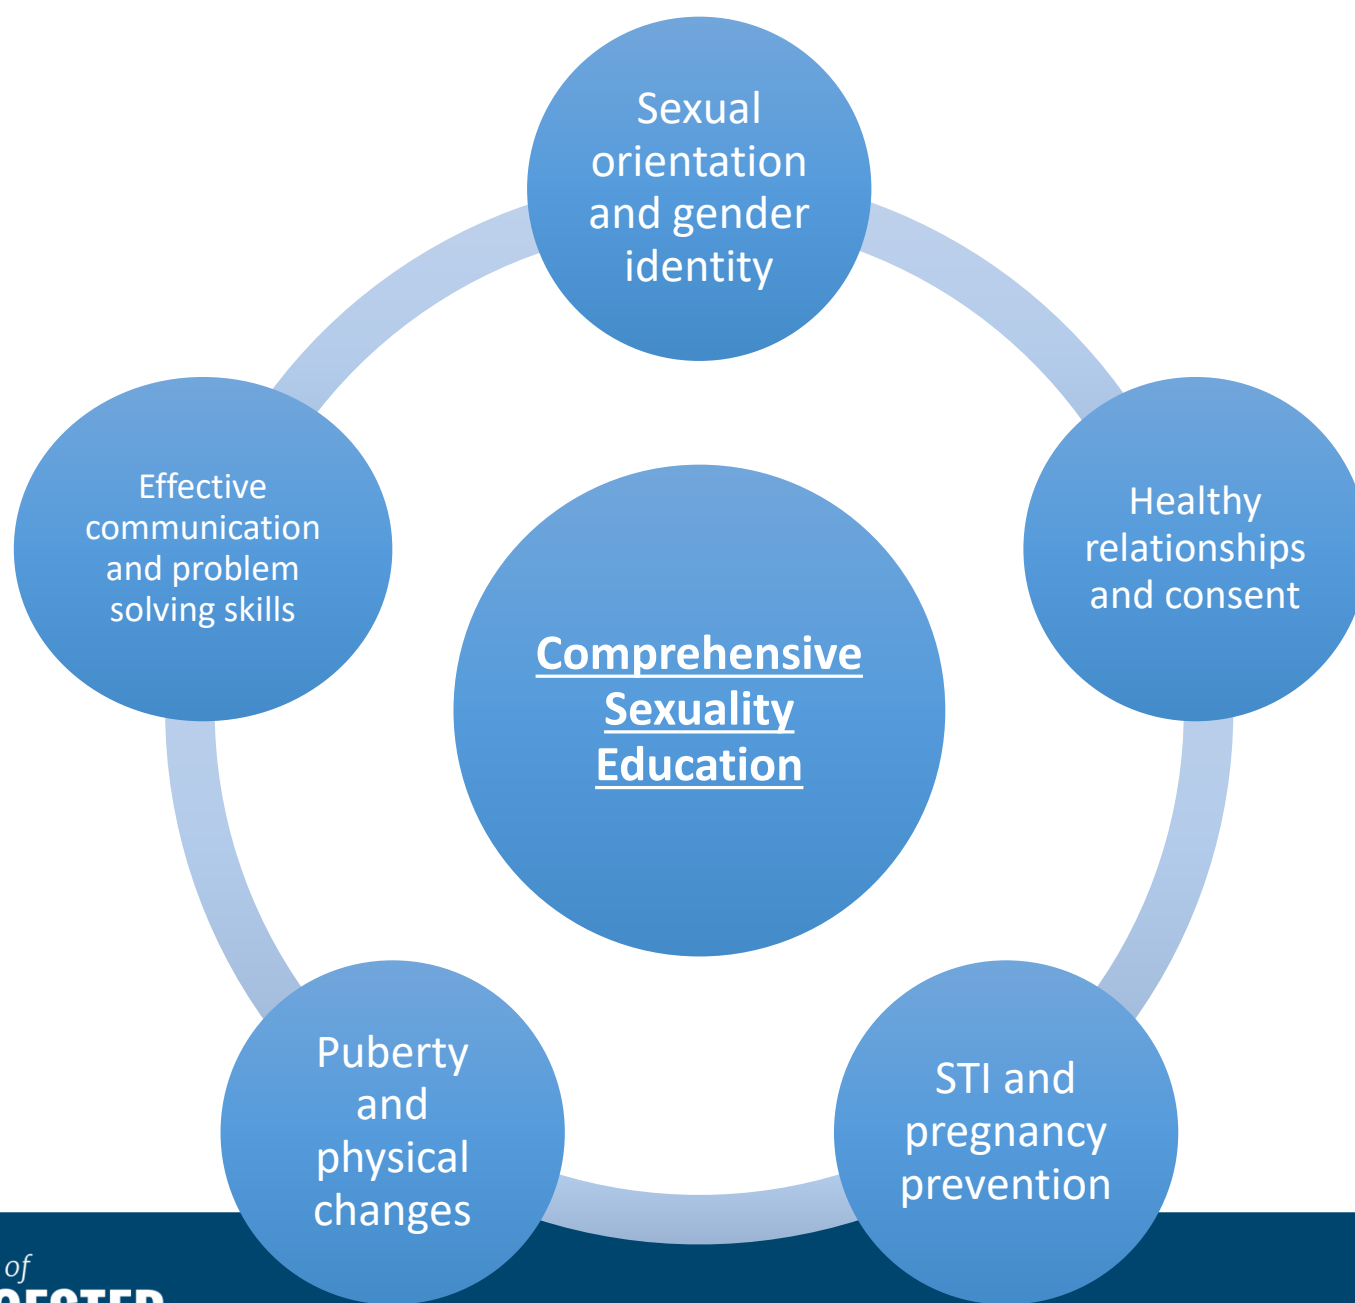 Sexual
orientation
and gender
identity
Healthy
relationships
and consent
STI and
pregnancy
prevention
Puberty
and
physical
changes
Effective
communication
and problem
solving skills
Comprehensive
Sexuality
Education
of